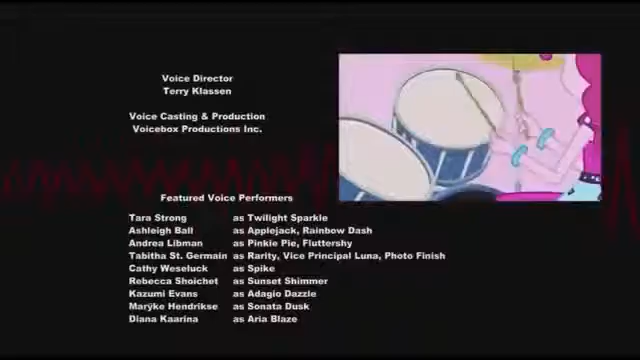 Voice Director
Terry Klassen
Voice Casting & Production
Voicebox Productions Inc.
Featured Voice Performers
Tara Strong as Twilight Sparkle
Ashleigh Ball as Applejack, Rainbow Dash
Andrea Libman as Pinkie Pie, Fluttershy
Tabitha St. Germain as Rarity, Vice Principal Luna, Photo Finish
Cathy Weseluck as Spike
Rebecca Shoichet as Sunset Shimmer
Kazumi Evans as Adagio Dazzle
Marÿke Hendrikse as Sonata Dusk
Diana Kaarina as Aria Blaze